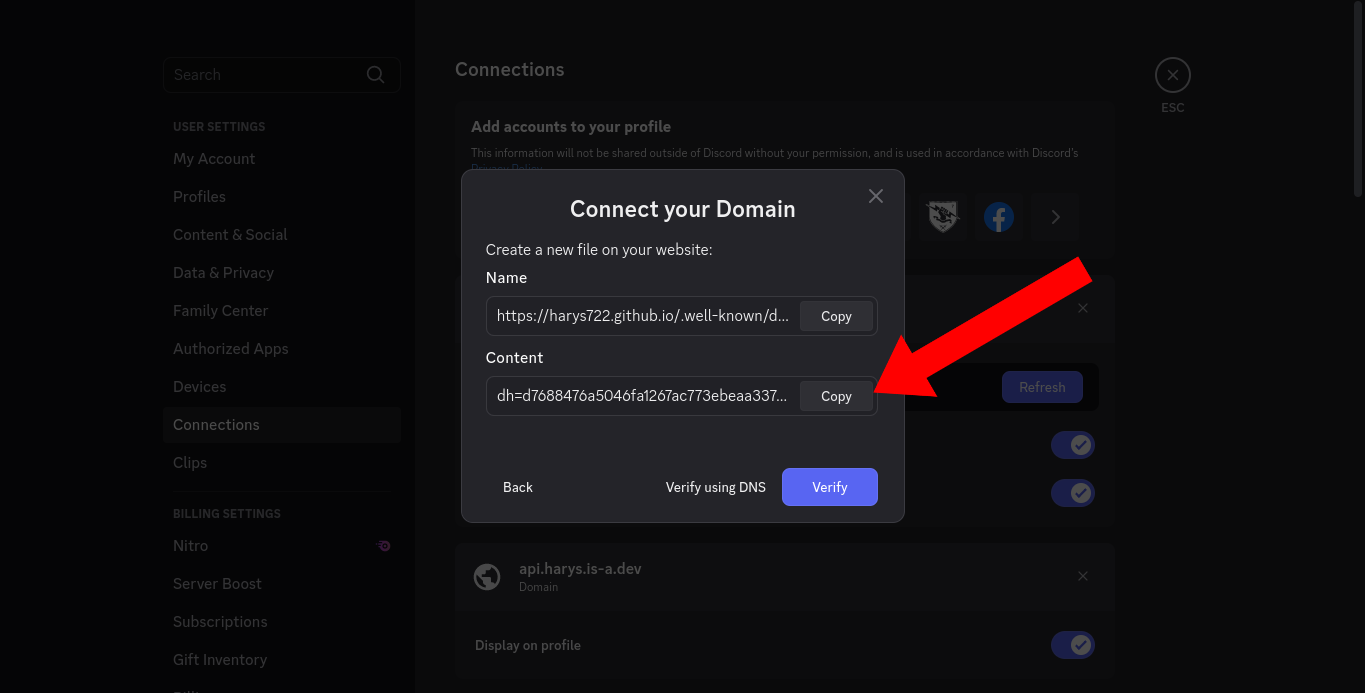 Search
USER SETTINGS
My Account
Profiles
Content & Social
Data & Privacy
Family Center
Authorized Apps
Devices
Connections
Clips
BILLING SETTINGS
Nitro
Server Boost
Subscriptions
Gift Inventory
Connections
ESC
Add accounts to your profile
This information will not be shared outside of Discord without your permission, and is used in accordance with Discord's
Privacy Policy
Connect your Domain
Create a new file on your website:
Name
https://harys722.github.io/.well-known/d...
Copy
Content
dh=d7688476a5046fa1267ac773ebeaa337...
Copy
Back
Verify using DNS
Verify
Refresh
api.harys.is-a.dev
Domain
Display on profile